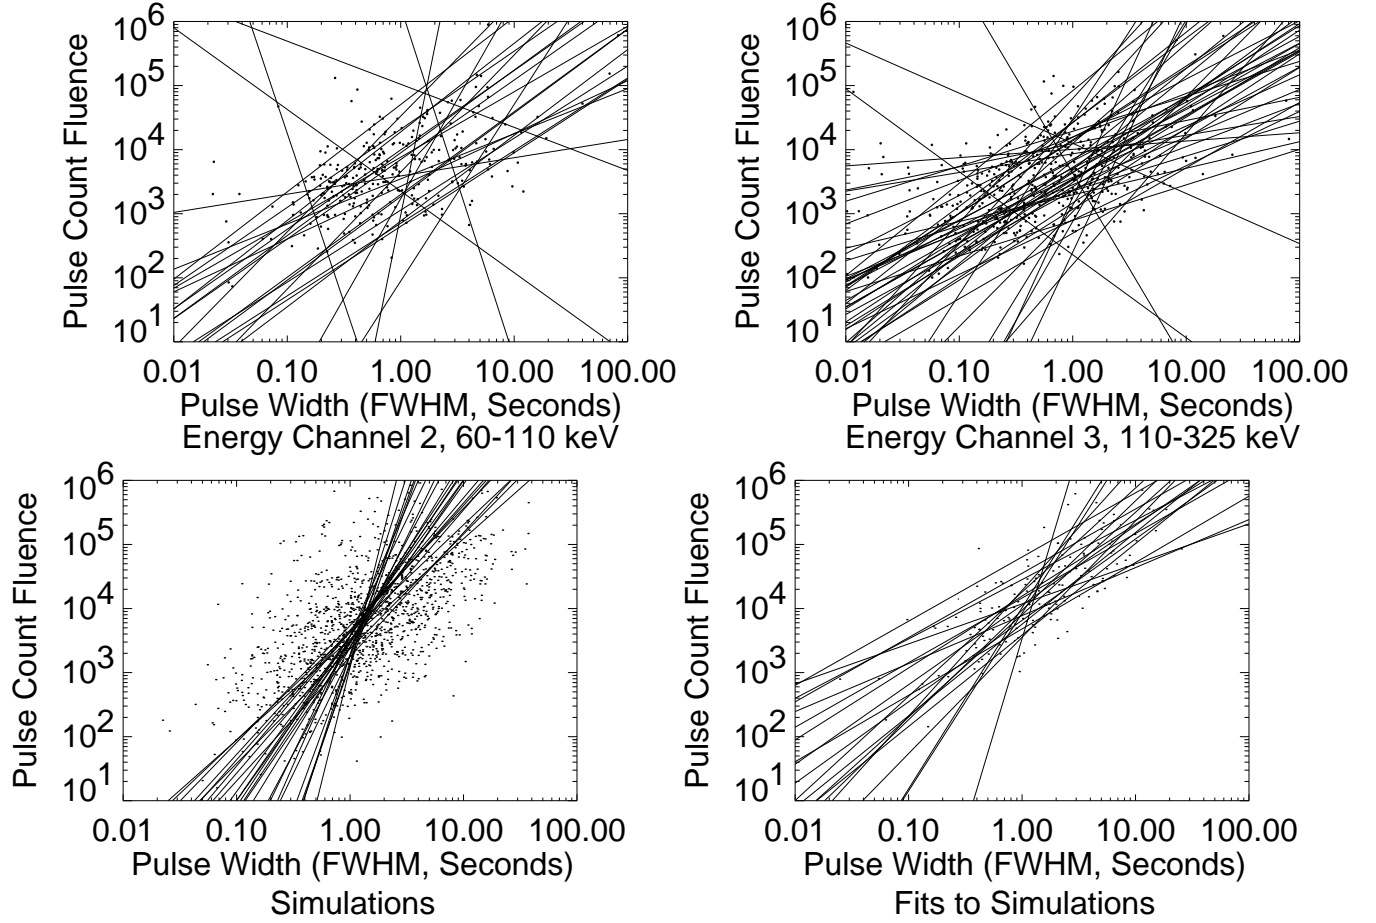 Pulse Count Fluence
10^6
10^5
10^4
10^3
10^2
10^1
0.01 0.10 1.00 10.00 100.00
Pulse Width (FWHM, Seconds)
Energy Channel 2, 60-110 keV
Pulse Count Fluence
10^6
10^5
10^4
10^3
10^2
10^1
0.01 0.10 1.00 10.00 100.00
Pulse Width (FWHM, Seconds)
Energy Channel 3, 110-325 keV
Pulse Count Fluence
10^6
10^5
10^4
10^3
10^2
10^1
0.01 0.10 1.00 10.00 100.00
Pulse Width (FWHM, Seconds)
Simulations
Pulse Count Fluence
10^6
10^5
10^4
10^3
10^2
10^1
0.01 0.10 1.00 10.00 100.00
Pulse Width (FWHM, Seconds)
Fits to Simulations